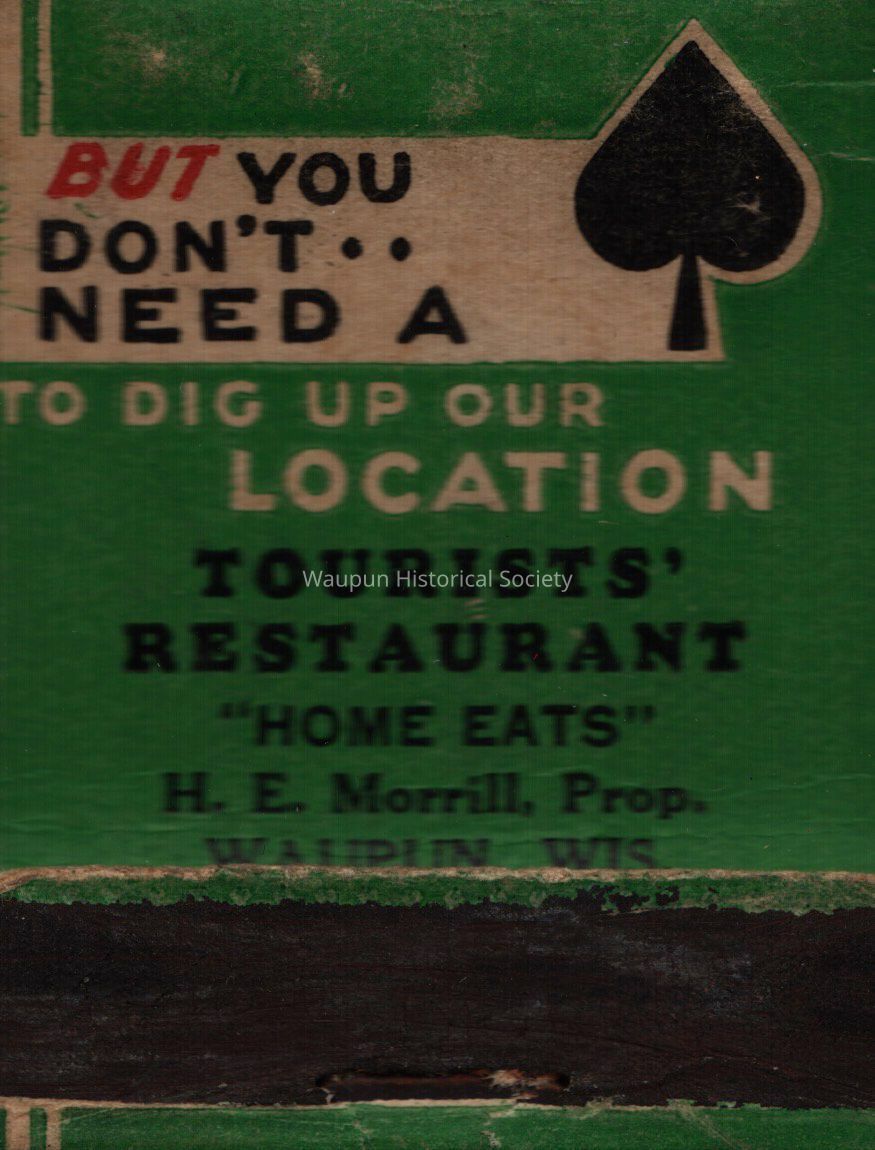 BUT YOU
DON'T··
NEED A
TO DIG UP OUR
LOCATION
TOURISTS'
Waupun Historical Society
RESTAURANT
"HOME EATS"
H. E. Morrill, Prop.
WAUPUN, WIS.